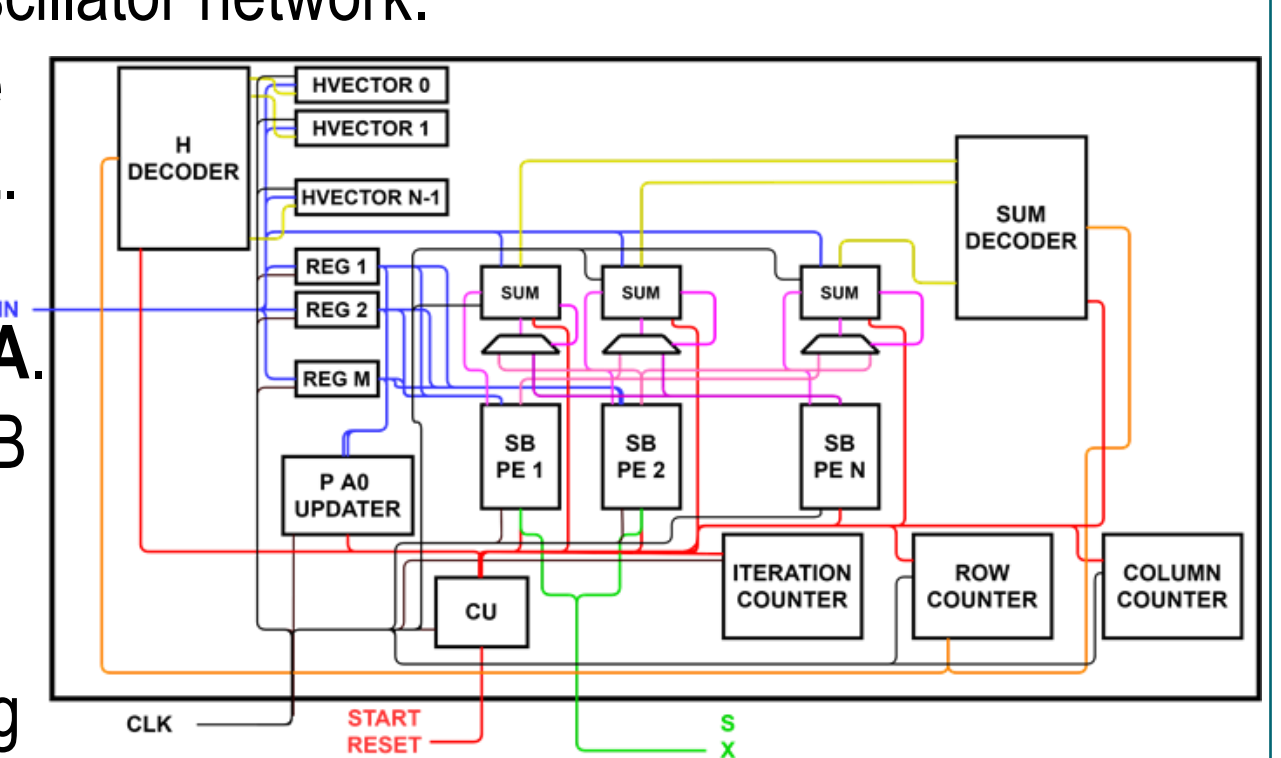 scillator network.
HVECTOR 0
HVECTOR 1
H
DECODER
HVECTOR N-1
SUM
DECODER
REG 1
REG 2
REG M
IN
A.
B
SUM
SUM
SUM
SB
PE 1
SB
PE 2
SB
PE N
P A0
UPDATER
CU
ITERATION
COUNTER
ROW
COUNTER
COLUMN
COUNTER
g
CLK
START
RESET
S
X